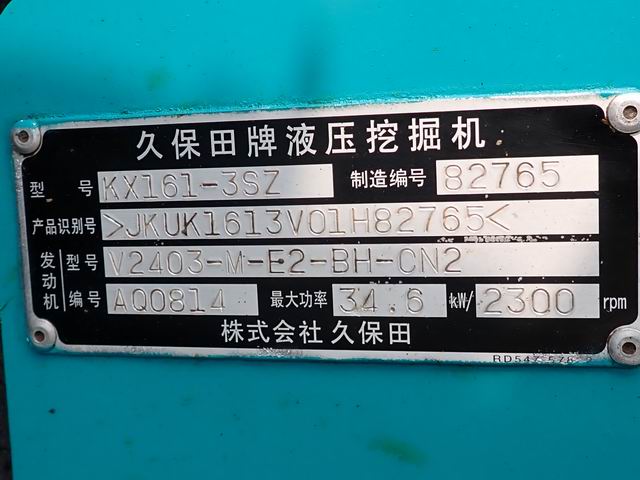 久保田牌液压挖掘机
型 号 KX161-3SZ 制造编号 82765
产品识别号 >JKUK1613V01H82765<
发动机 型号 V2403-M-E2-BH-CN2
编号 AQ0814 最大功率 34.6 kW/ 2300 rpm
株式会社久保田